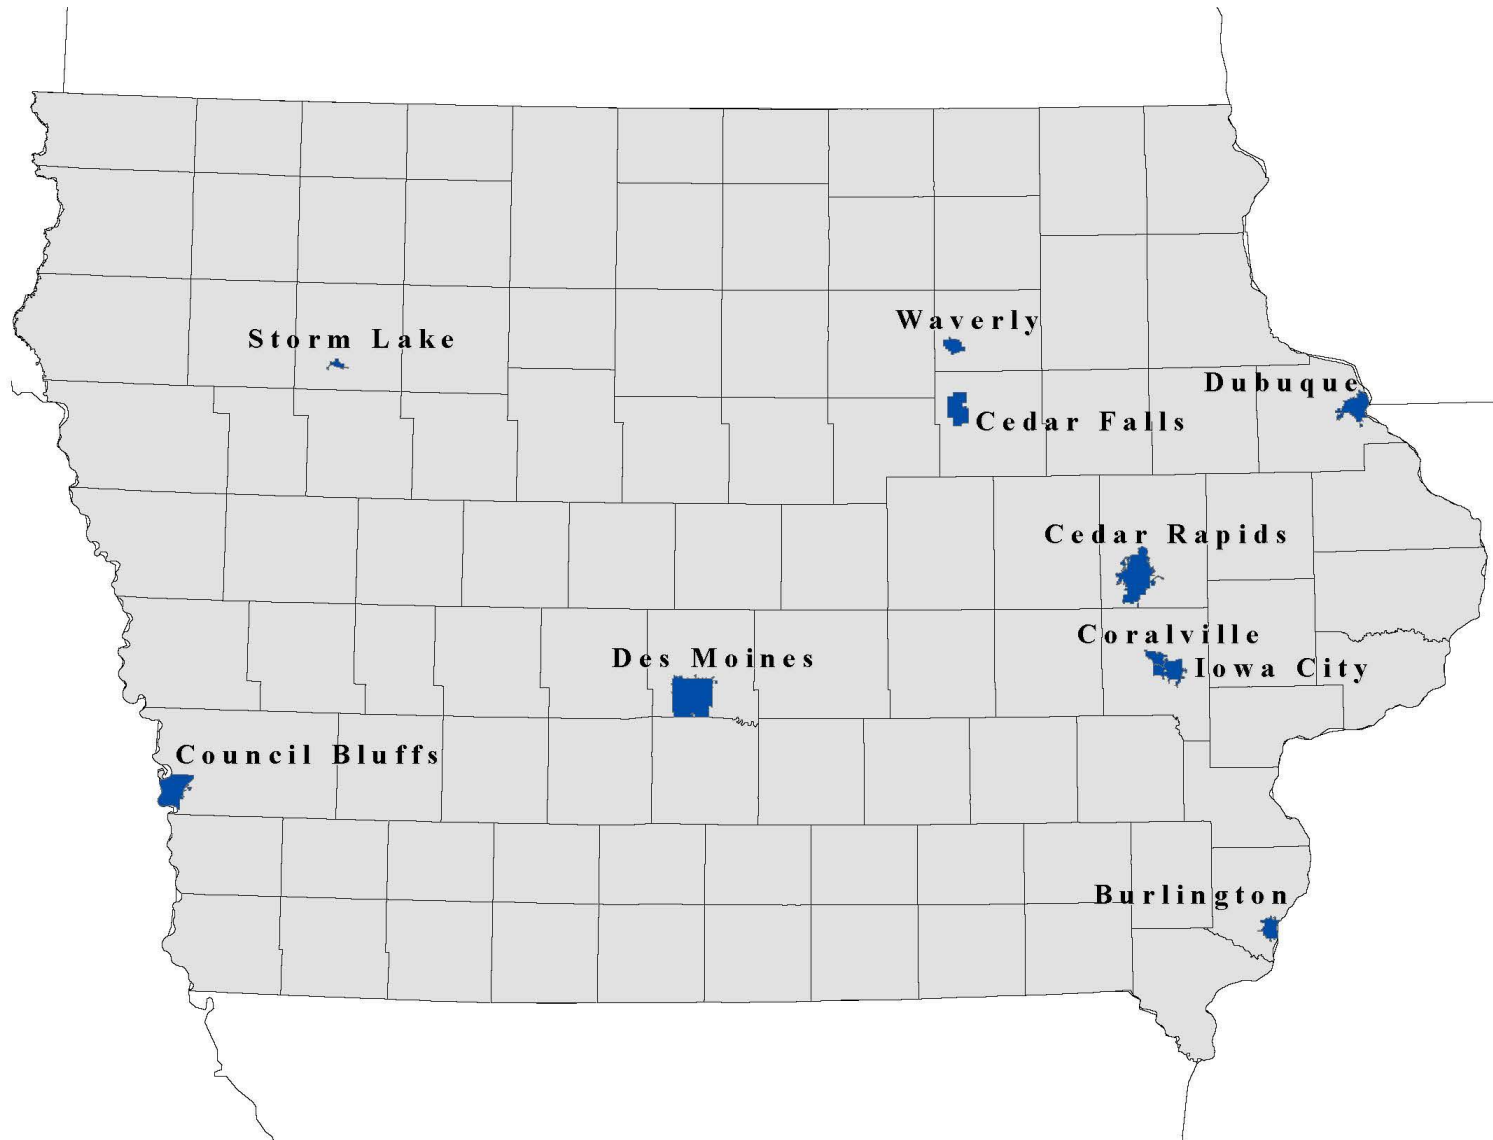 Waverly
Storm Lake
Dubuque
Cedar Falls
Cedar Rapids
Coralville
Des Moines
Iowa City
Council Bluffs
Burlington